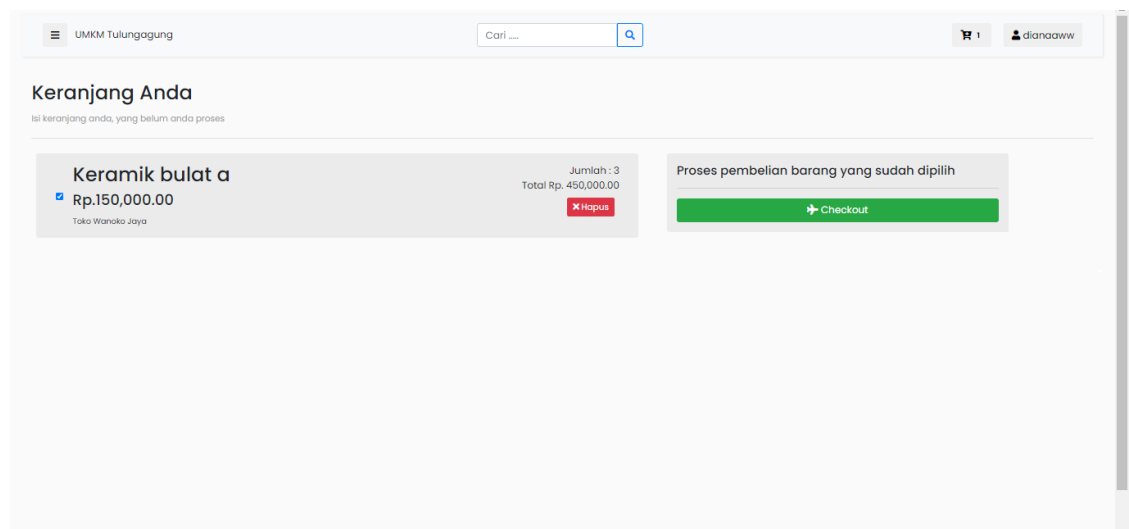 UMKM Tulungagung
Cari .....
1
dianaaww
Keranjang Anda
Isi keranjang anda, yang belum anda proses
Keramik bulat a
Rp.150,000.00
Toko Wanoko Jaya
Jumlah : 3
Total Rp. 450,000.00
Hapus
Proses pembelian barang yang sudah dipilih
Checkout